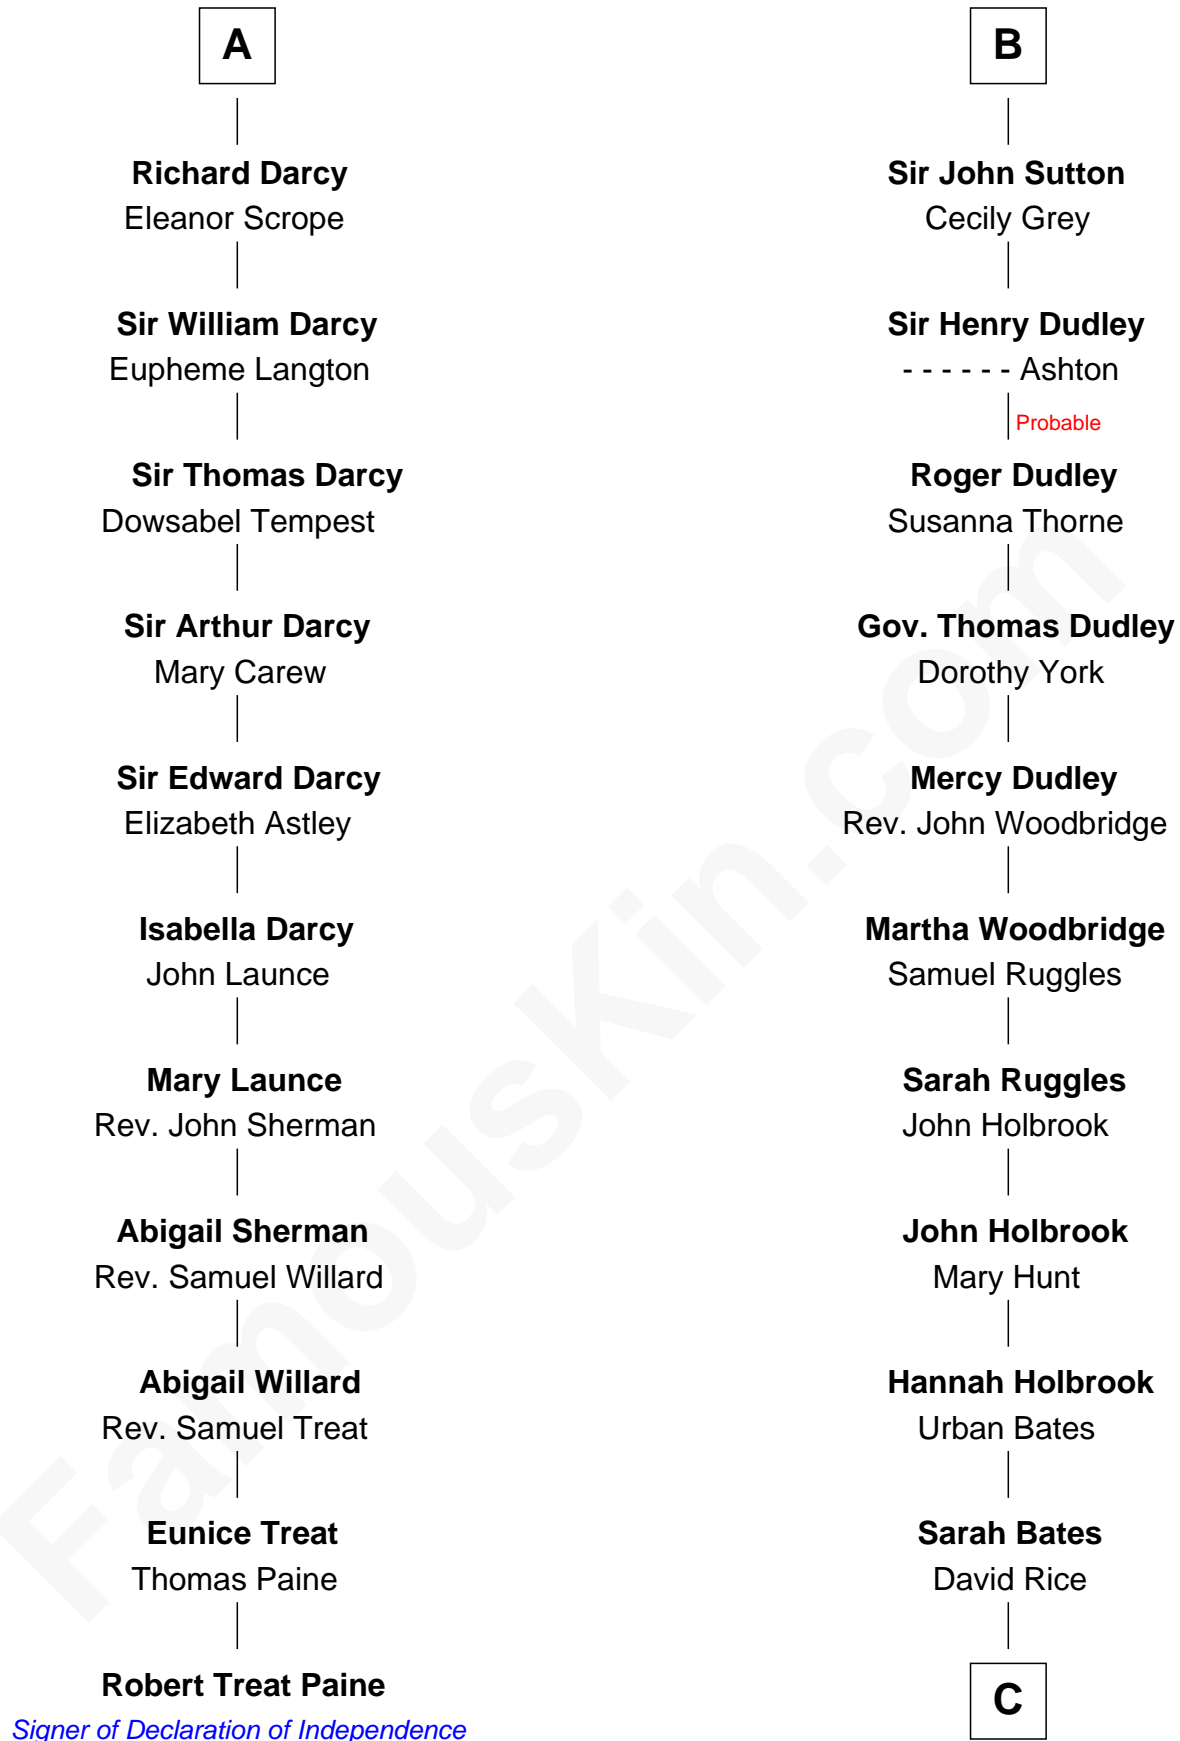 A
Richard Darcy
Eleanor Scrope
Sir William Darcy
Eupheme Langton
Sir Thomas Darcy
Dowsabel Tempest
Sir Arthur Darcy
Mary Carew
Sir Edward Darcy
Elizabeth Astley
Isabella Darcy
John Launce
Mary Launce
Rev. John Sherman
Abigail Sherman
Rev. Samuel Willard
Abigail Willard
Rev. Samuel Treat
Eunice Treat
Thomas Paine
Robert Treat Paine
Signer of Declaration of Independence
B
Sir John Sutton
Cecily Grey
Sir Henry Dudley
- - - - - - Ashton
Probable
Roger Dudley
Susanna Thorne
Gov. Thomas Dudley
Dorothy York
Mercy Dudley
Rev. John Woodbridge
Martha Woodbridge
Samuel Ruggles
Sarah Ruggles
John Holbrook
John Holbrook
Mary Hunt
Hannah Holbrook
Urban Bates
Sarah Bates
David Rice
C
FamousKin.com